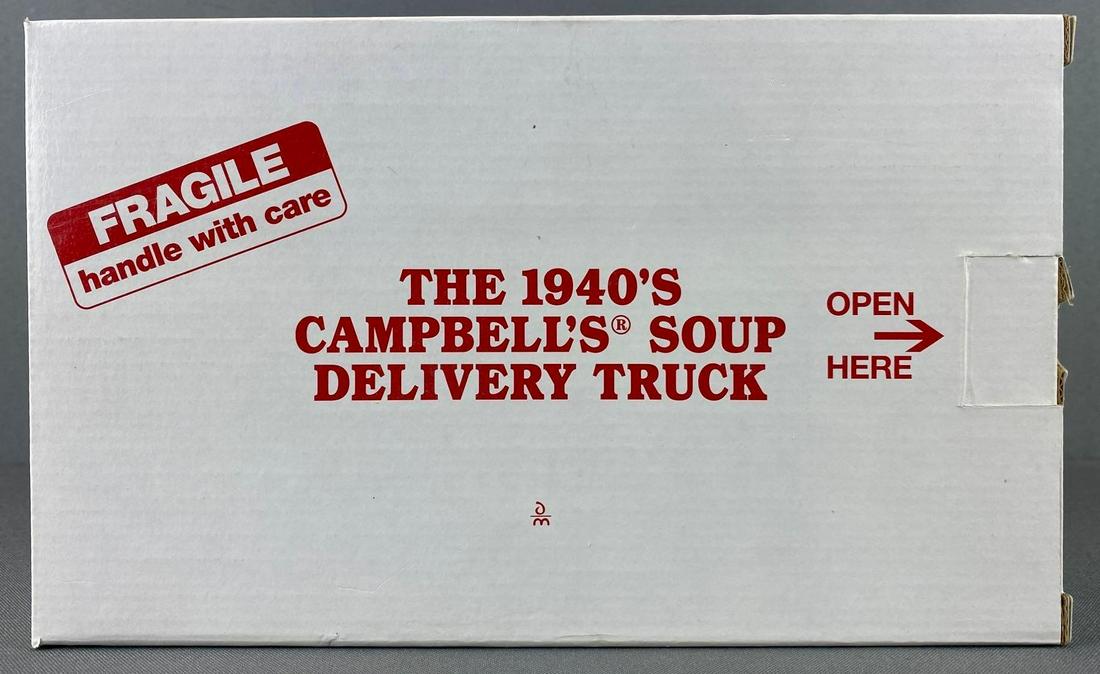 FRAGILE
handle with care
THE 1940'S
CAMPBELL'S® SOUP
DELIVERY TRUCK
OPEN
HERE